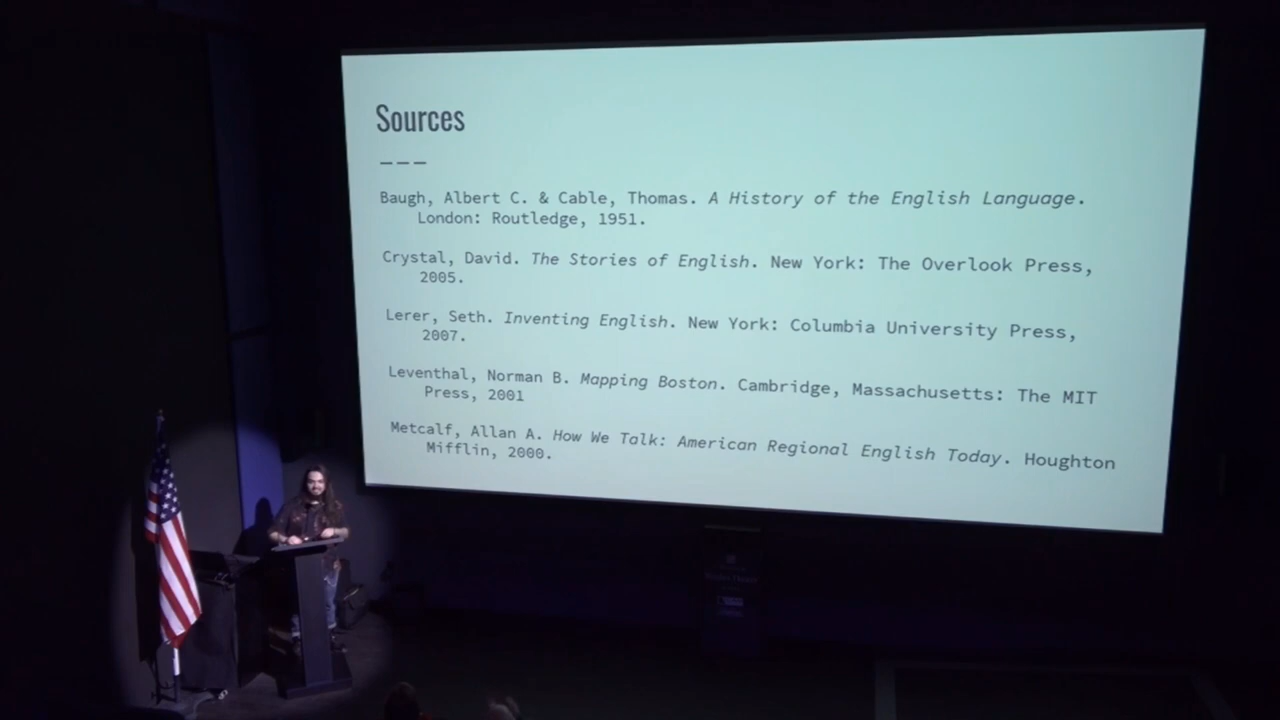 Sources
---
Baugh, Albert C. & Cable, Thomas. A History of the English Language.
London: Routledge, 1951.
Crystal, David. The Stories of English. New York: The Overlook Press,
2005.
Lerer, Seth. Inventing English. New York: Columbia University Press,
2007.
Leventhal, Norman B. Mapping Boston. Cambridge, Massachusetts: The MIT
Press, 2001
Metcalf, Allan A. How We Talk: American Regional English Today. Houghton
Mifflin, 2000.